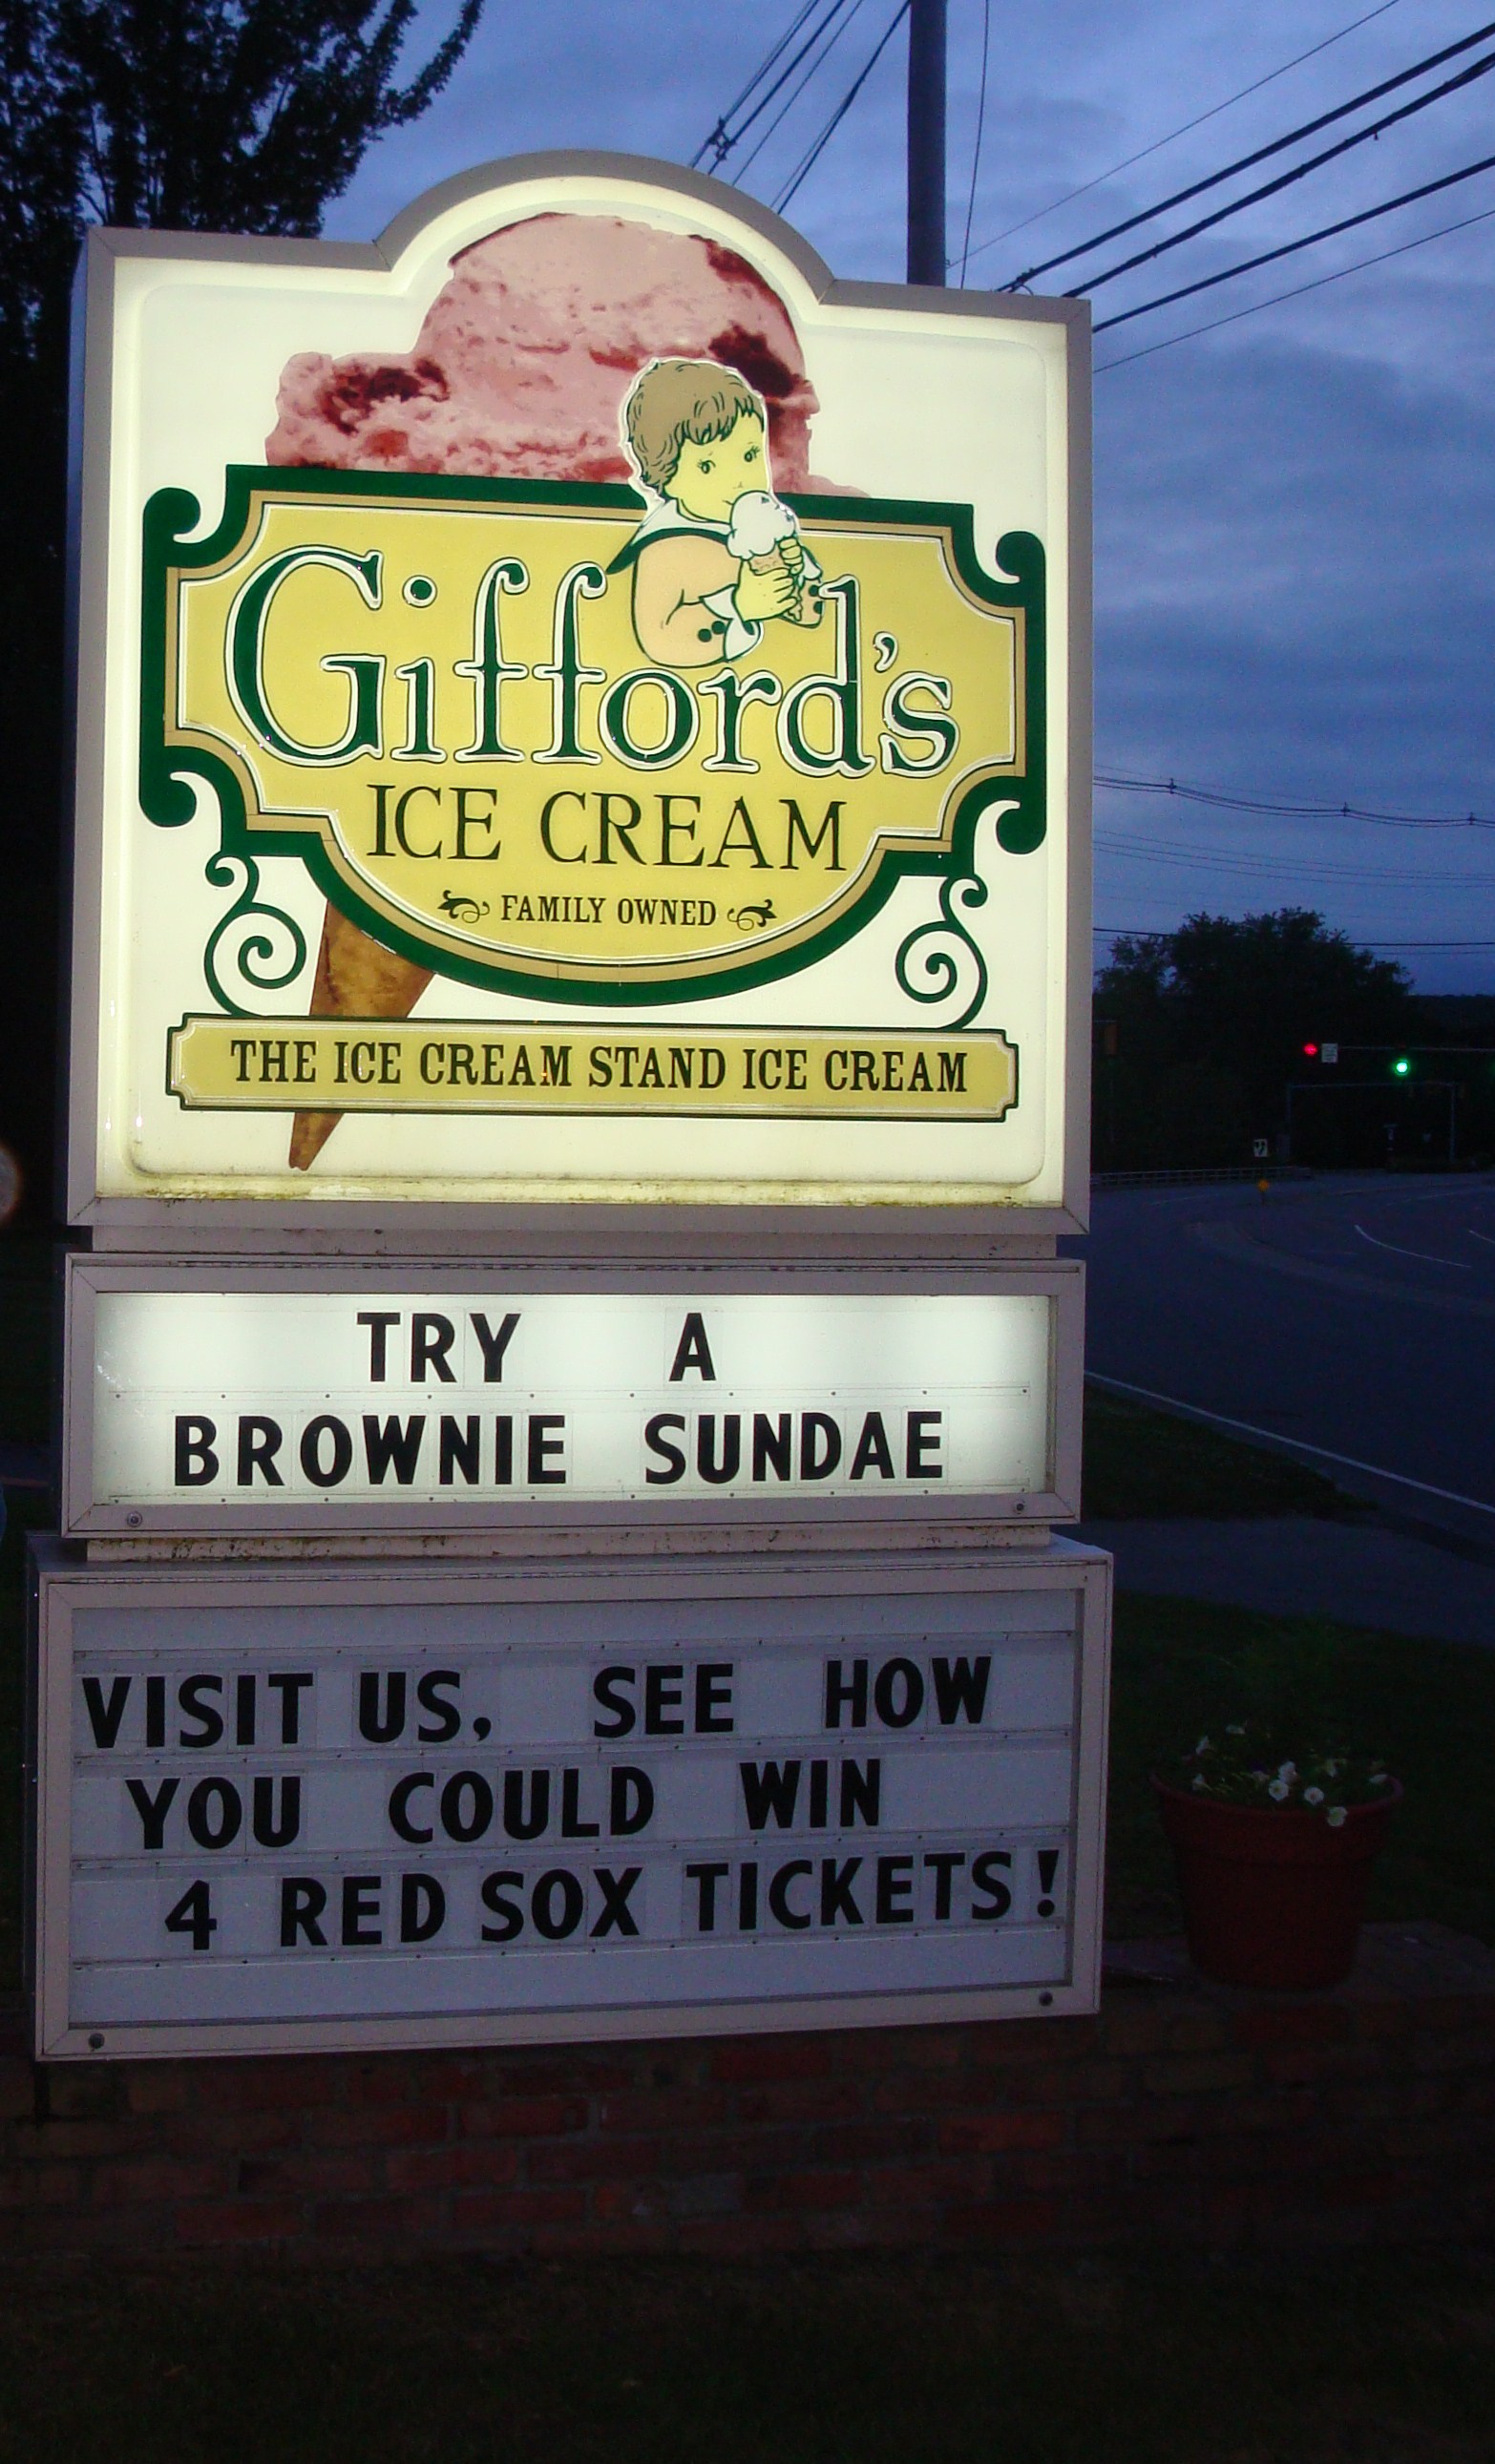 Gifford's
ICE CREAM
FAMILY OWNED
THE ICE CREAM STAND ICE CREAM
TRY A
BROWNIE SUNDAE
VISIT US, SEE HOW
YOU COULD WIN
4 RED SOX TICKETS!